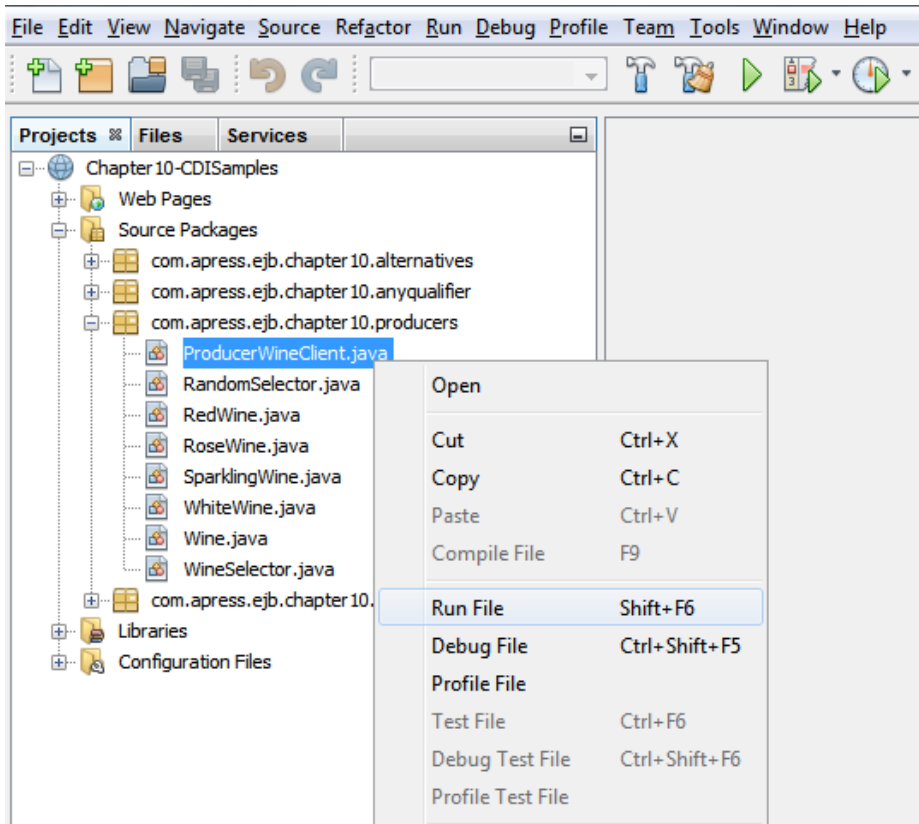 File Edit View Navigate Source Refactor Run Debug Profile Team Tools Window Help
Projects Files Services
Chapter10-CDISamples
Web Pages
Source Packages
com.apress.ejb.chapter10.alternatives
com.apress.ejb.chapter10.anyqualifier
com.apress.ejb.chapter10.producers
ProducerWineClient.java
RandomSelector.java
RedWine.java
RoseWine.java
SparklingWine.java
WhiteWine.java
Wine.java
WineSelector.java
com.apress.ejb.chapter10.
Libraries
Configuration Files
Open
Cut Ctrl+X
Copy Ctrl+C
Paste Ctrl+V
Compile File F9
Run File Shift+F6
Debug File Ctrl+Shift+F5
Profile File
Test File Ctrl+F6
Debug Test File Ctrl+Shift+F6
Profile Test File